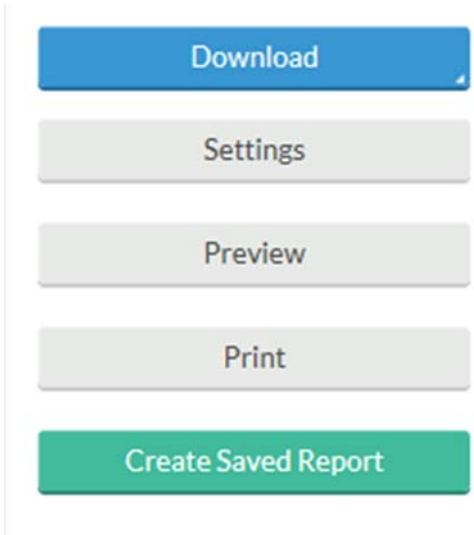 Download
Settings
Preview
Print
Create Saved Report